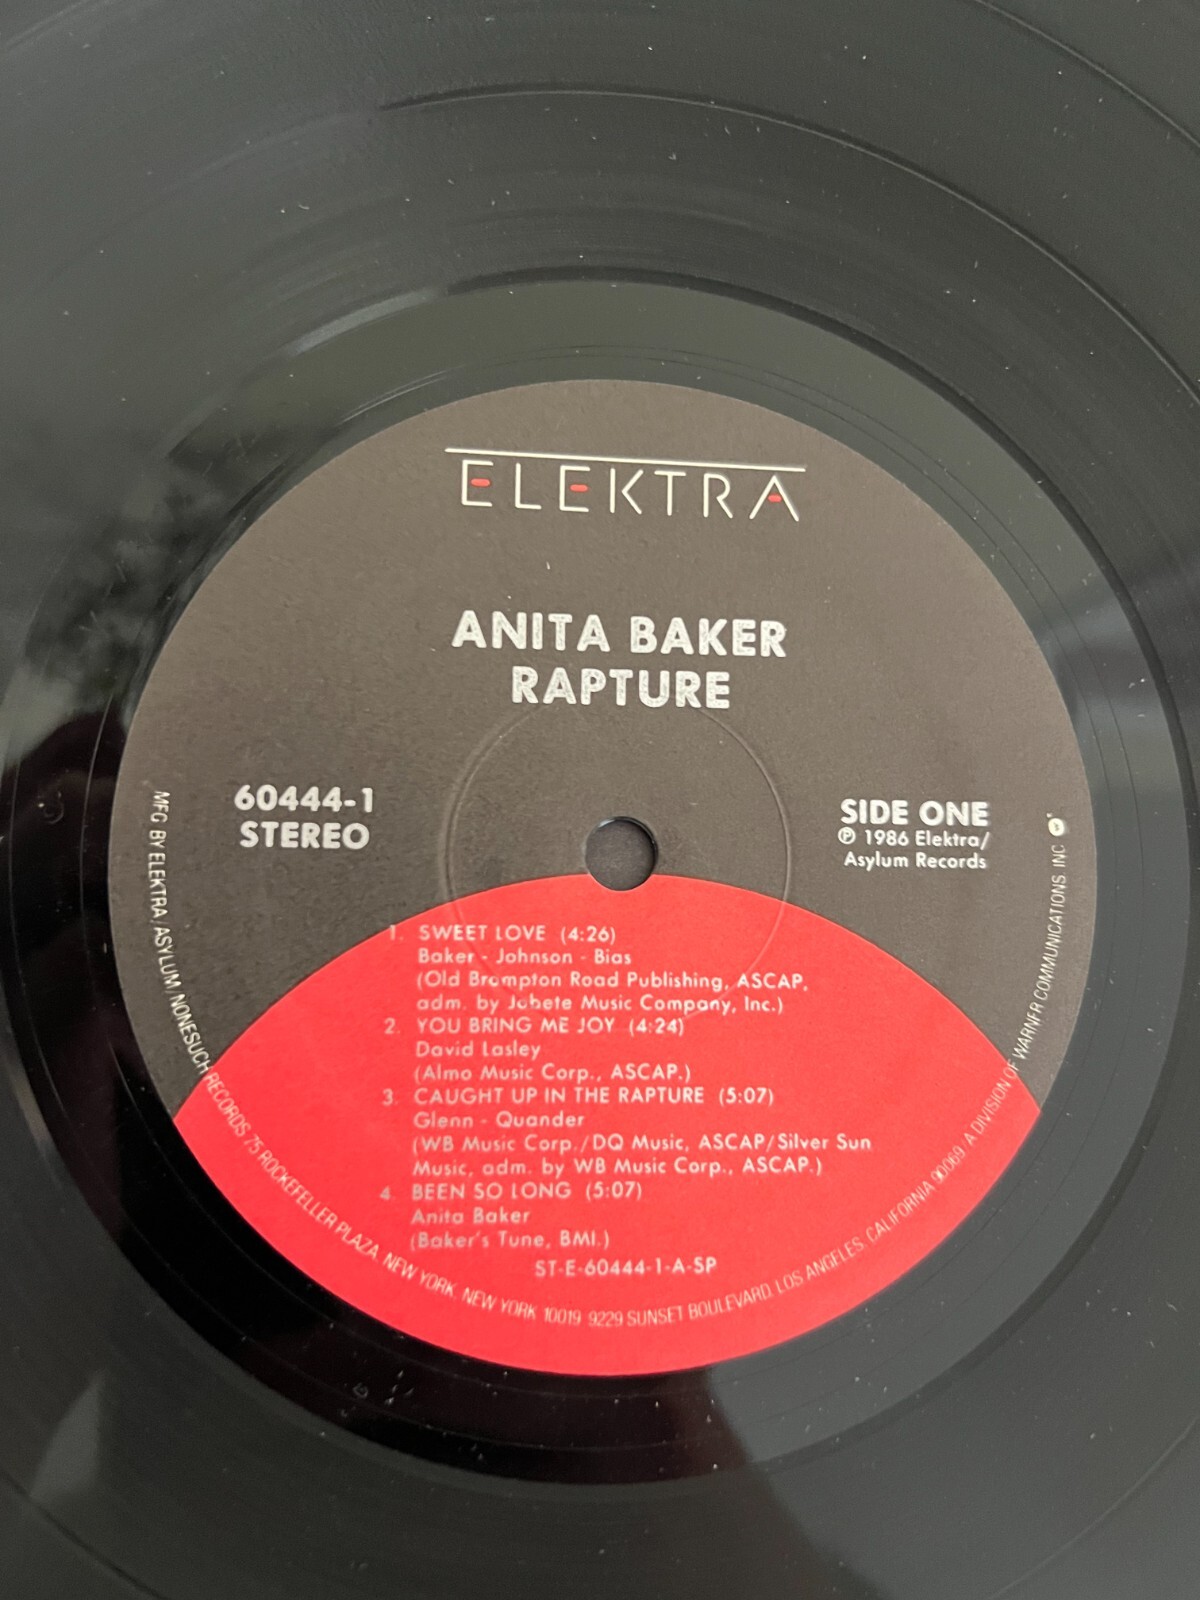 ELEKTRA
ANITA BAKER
RAPTURE
60444-1
STEREO
SIDE ONE
℗ 1986 Elektra/
Asylum Records
1. SWEET LOVE (4:26)
Baker - Johnson - Bias
(Old Brompton Road Publishing, ASCAP,
adm. by Jobete Music Company, Inc.)
2. YOU BRING ME JOY (4:24)
David Lasley
(Almo Music Corp., ASCAP.)
3. CAUGHT UP IN THE RAPTURE (5:07)
Glenn - Quander
(WB Music Corp./DQ Music, ASCAP/Silver Sun
Music, adm. by WB Music Corp., ASCAP.)
4. BEEN SO LONG (5:07)
Anita Baker
(Baker's Tune, BMI.)
ST-E-60444-1-A-SP
MFG BY ELEKTRA/ASYLUM/NONESUCH RECORDS 75 ROCKEFELLER PLAZA, NEW YORK, NEW YORK 10019 9229 SUNSET BOULEVARD, LOS ANGELES, CALIFORNIA 90069 A DIVISION OF WARNER COMMUNICATIONS INC